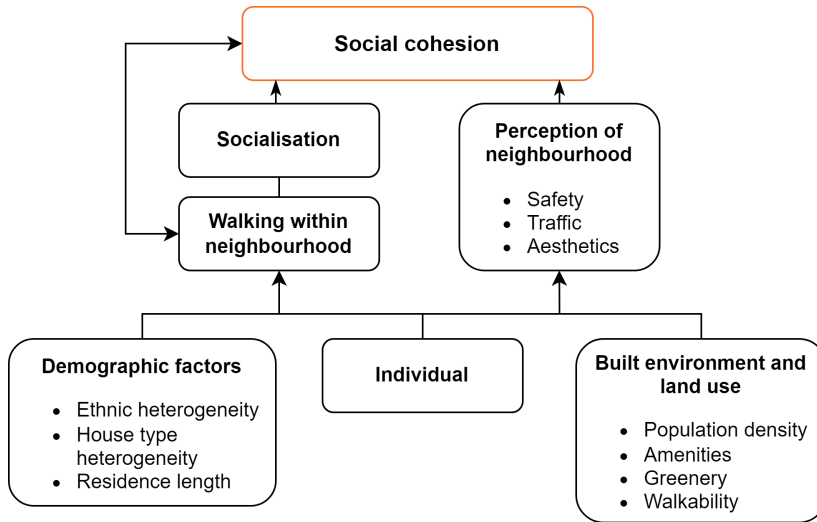 Social cohesion
Socialisation
Perception of
neighbourhood
• Safety
• Traffic
• Aesthetics
Walking within
neighbourhood
Demographic factors
• Ethnic heterogeneity
• House type
heterogeneity
• Residence length
Individual
Built environment and
land use
• Population density
• Amenities
• Greenery
• Walkability